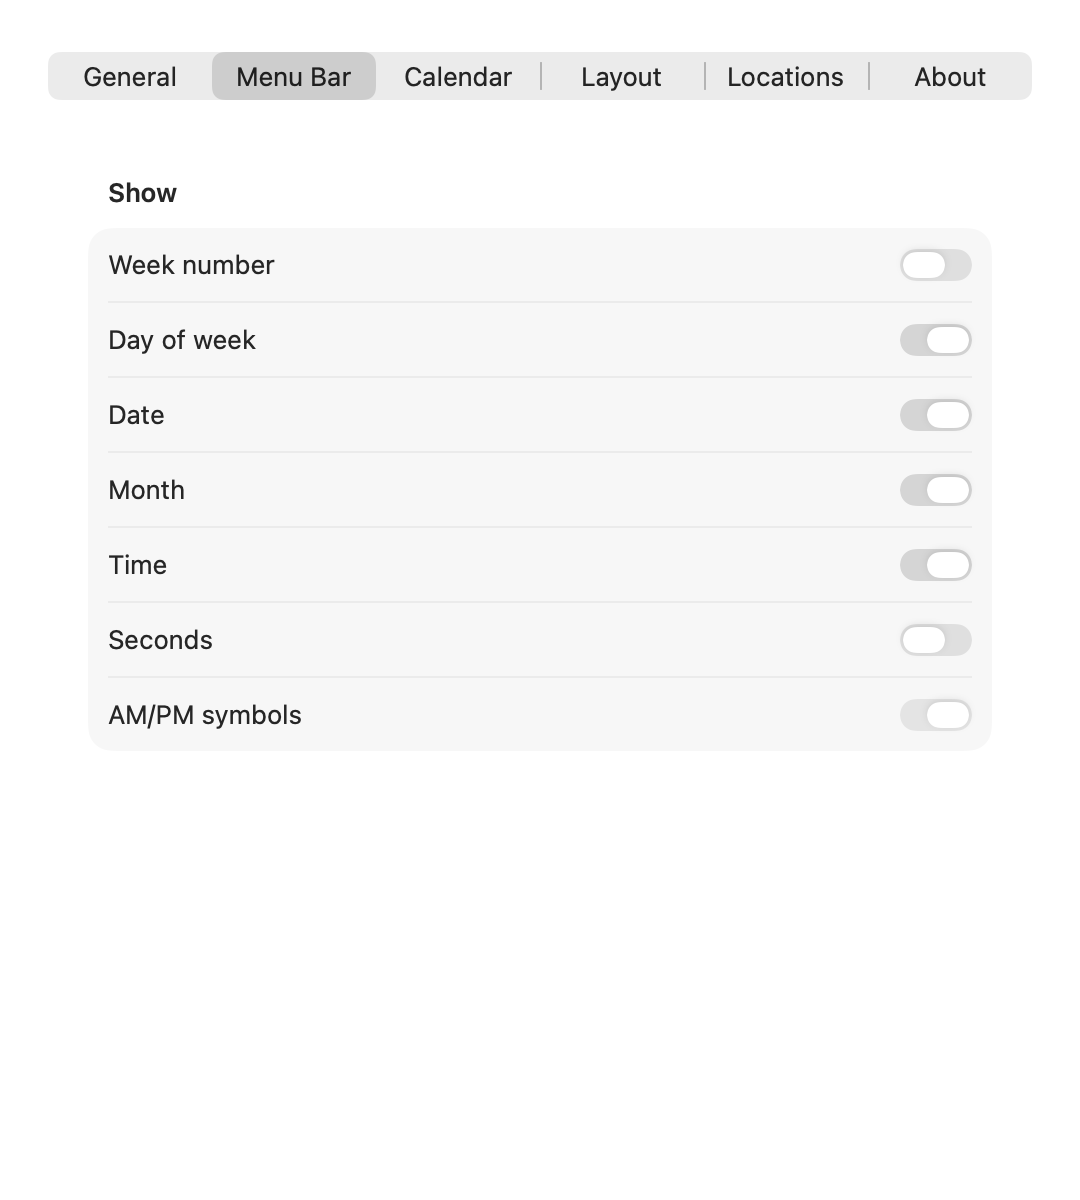 General Menu Bar Calendar Layout Locations About
Show
Week number
Day of week
Date
Month
Time
Seconds
AM/PM symbols